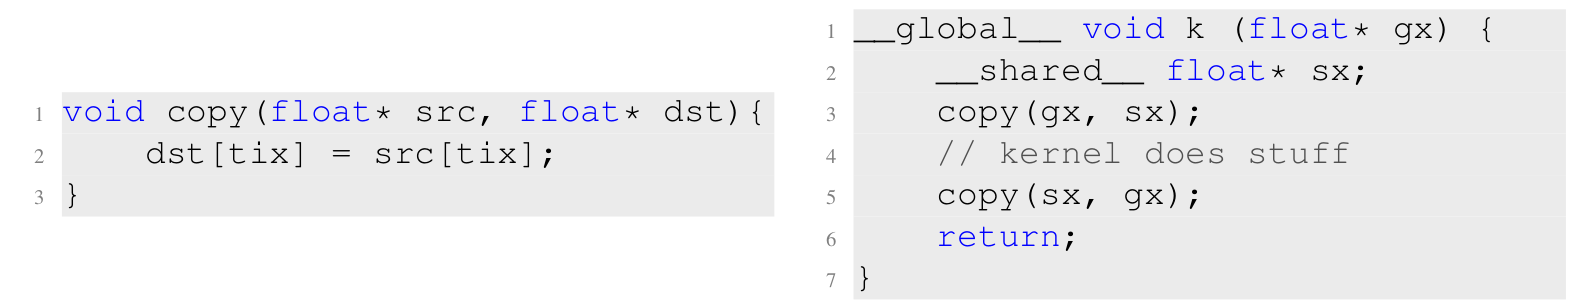 1 void copy(float* src, float* dst){
2     dst[tix] = src[tix];
3 }
1 __global__ void k (float* gx) {
2     __shared__ float* sx;
3     copy(gx, sx);
4     // kernel does stuff
5     copy(sx, gx);
6     return;
7 }